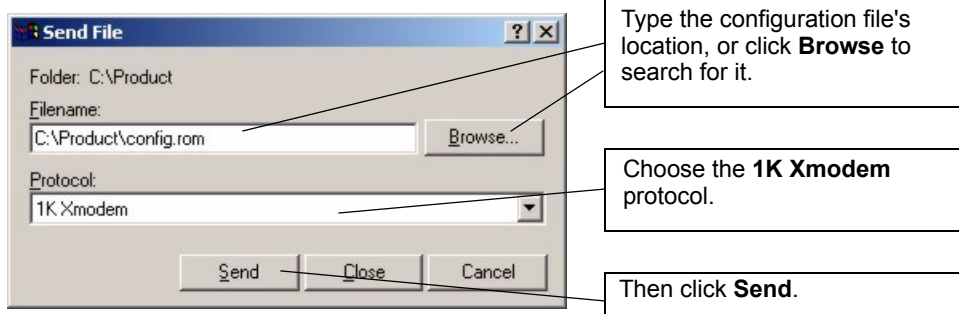 Send File
Folder: C:\Product
Filename:
C:\Product\config.rom
Browse...
Protocol:
1K Xmodem
Send
Close
Cancel
Type the configuration file's
location, or click Browse to
search for it.
Choose the 1K Xmodem
protocol.
Then click Send.